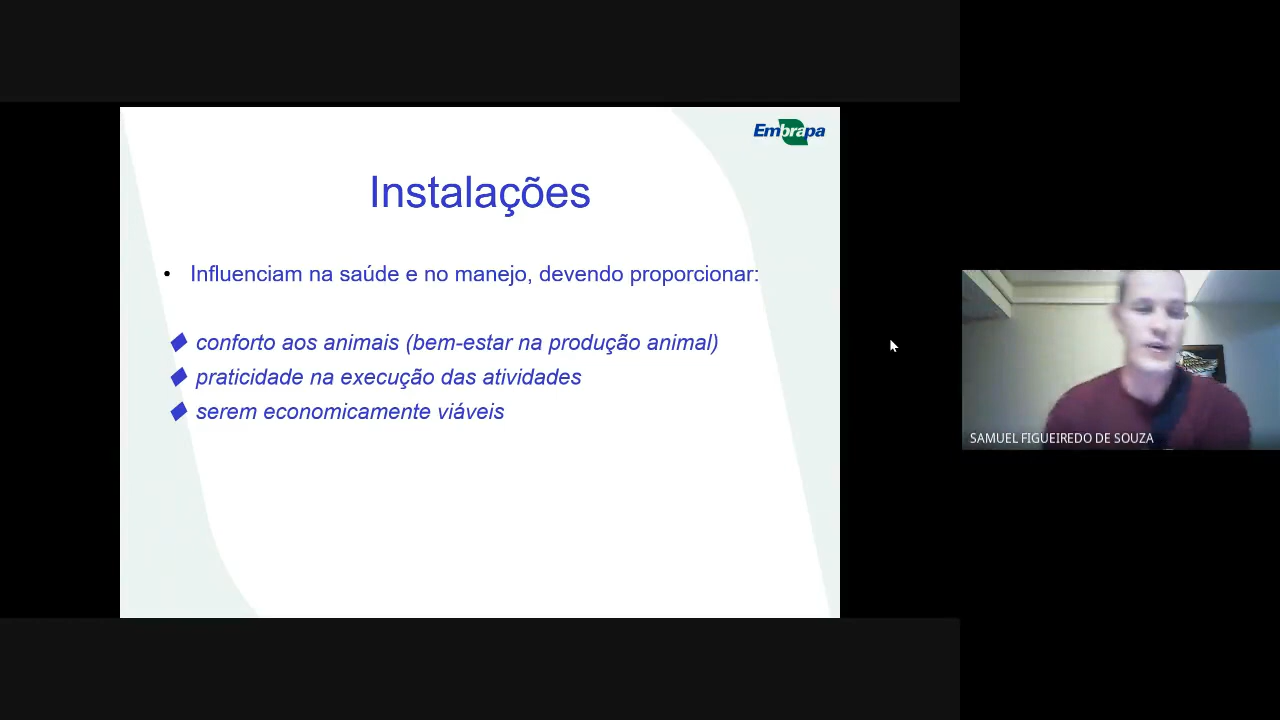 Embrapa
Instalações
• Influenciam na saúde e no manejo, devendo proporcionar:
conforto aos animais (bem-estar na produção animal)
praticidade na execução das atividades
serem economicamente viáveis
SAMUEL FIGUEIREDO DE SOUZA